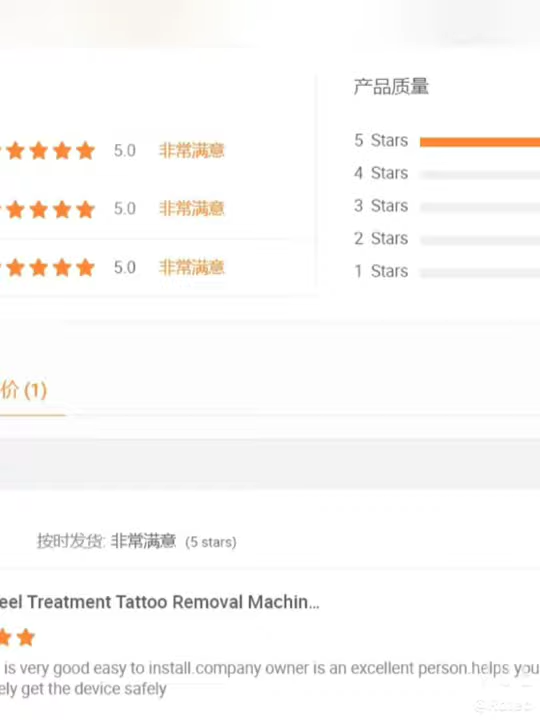 产品质量
5 Stars
5.0 非常满意
4 Stars
3 Stars
5.0 非常满意
2 Stars
5.0 非常满意
1 Stars
价 (1)
按时发货: 非常满意 (5 stars)
eel Treatment Tattoo Removal Machin...
is very good easy to install.company owner is an excellent person.helps you
ely get the device safely